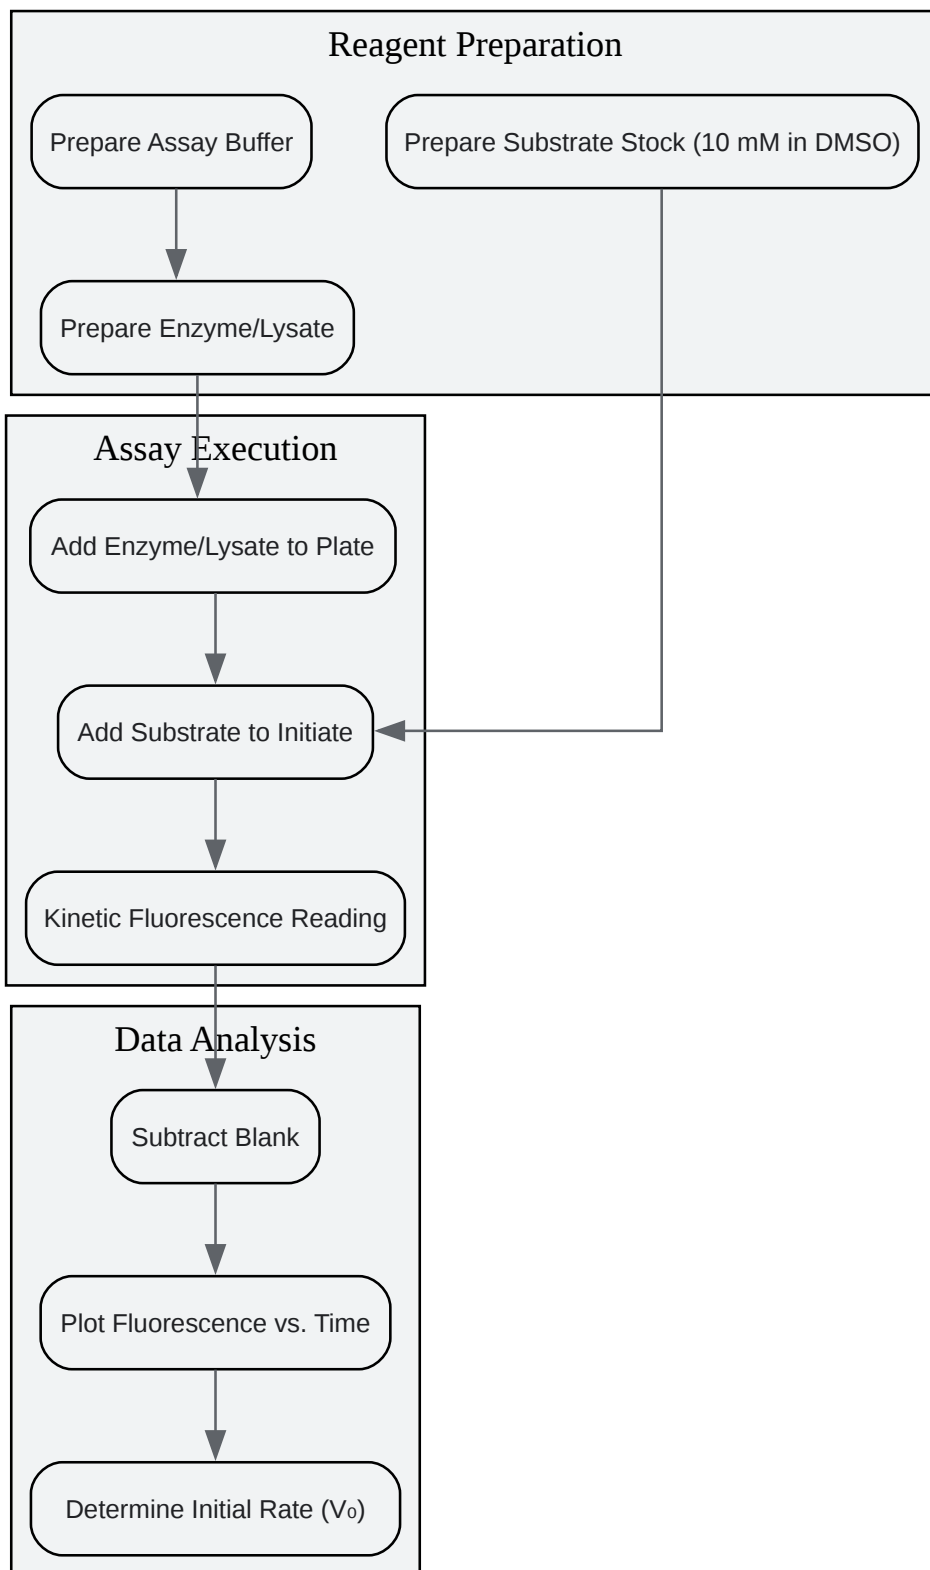 Reagent Preparation
Prepare Assay Buffer
Prepare Substrate Stock (10 mM in DMSO)
Prepare Enzyme/Lysate
Assay Execution
Add Enzyme/Lysate to Plate
Add Substrate to Initiate
Kinetic Fluorescence Reading
Data Analysis
Subtract Blank
Plot Fluorescence vs. Time
Determine Initial Rate (V₀)